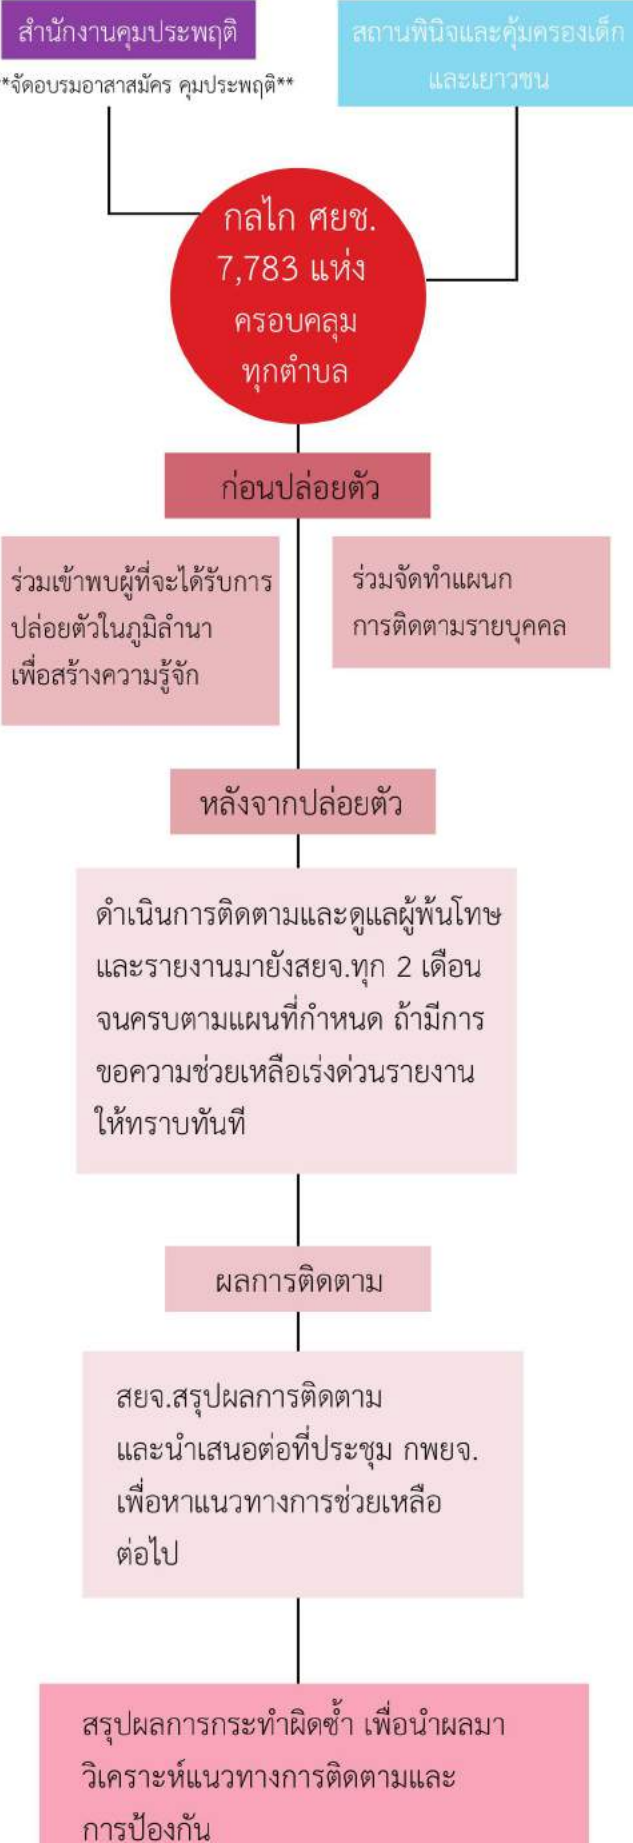 สำนักงานคุมประพฤติ
**จัดอบรมอาสาสมัคร คุมประพฤติ**
สถานพินิจและคุ้มครองเด็ก
และเยาวชน
กลไก ศยช.
7,783 แห่ง
ครอบคลุม
ทุกตำบล
ก่อนปล่อยตัว
ร่วมเข้าพบผู้ที่จะได้รับการ
ปล่อยตัวในภูมิลำนา
เพื่อสร้างความรู้จัก
ร่วมจัดทำแผนก
การติดตามรายบุคคล
หลังจากปล่อยตัว
ดำเนินการติดตามและดูแลผู้พ้นโทษ
และรายงานมายังสยจ.ทุก 2 เดือน
จนครบตามแผนที่กำหนด ถ้ามีการ
ขอความช่วยเหลือเร่งด่วนรายงาน
ให้ทราบทันที
ผลการติดตาม
สยจ.สรุปผลการติดตาม
และนำเสนอต่อที่ประชุม กพยจ.
เพื่อหาแนวทางการช่วยเหลือ
ต่อไป
สรุปผลการกระทำผิดซ้ำ เพื่อนำผลมา
วิเคราะห์แนวทางการติดตามและ
การป้องกัน